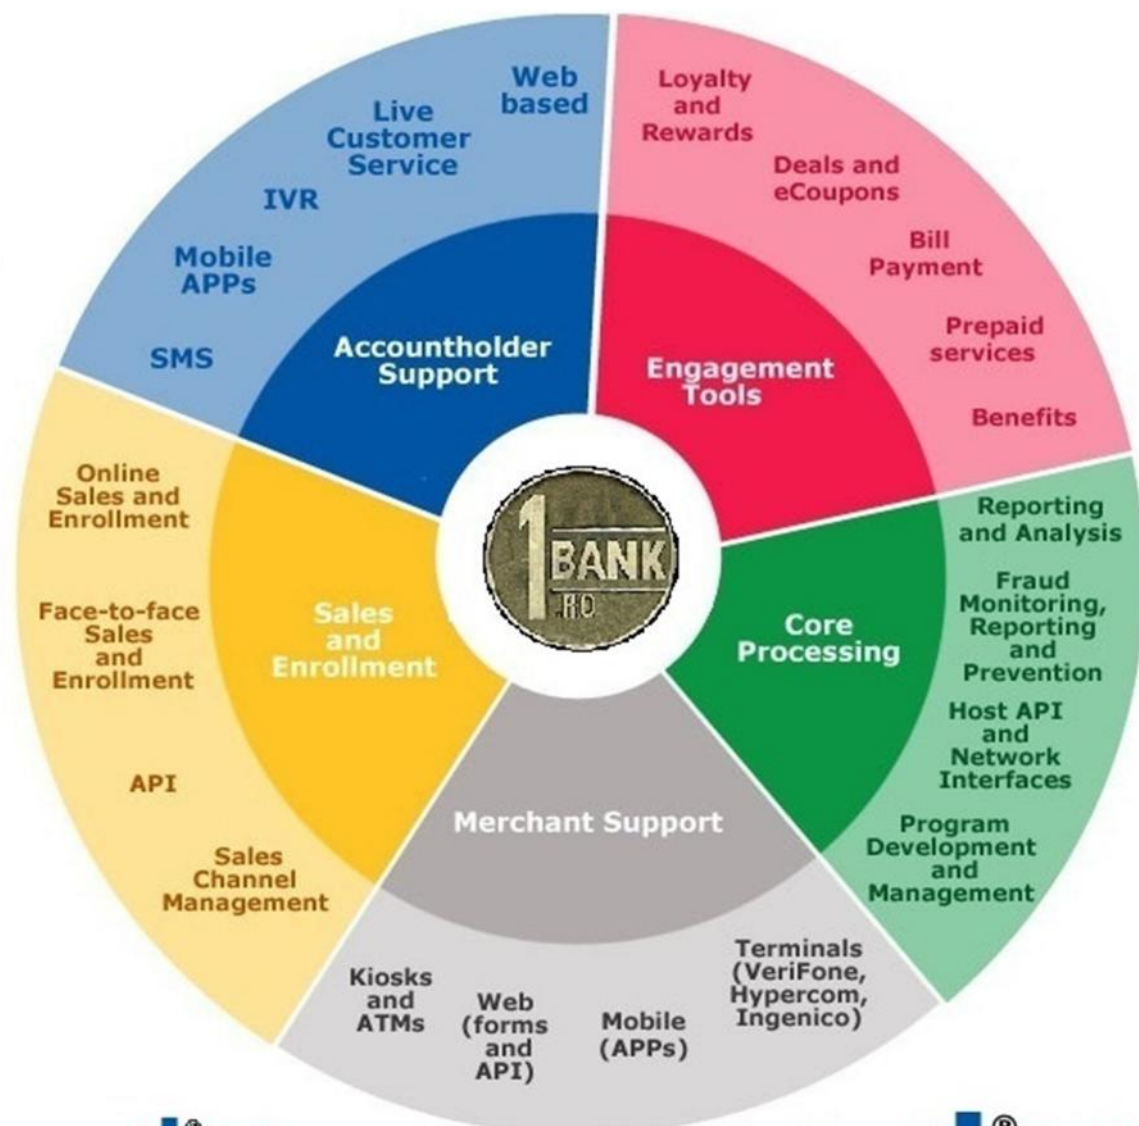 Web
based
Live
Customer
Service
IVR
Mobile
APPs
SMS
Accountholder
Support
Loyalty
and
Rewards
Deals and
eCoupons
Bill
Payment
Prepaid
services
Benefits
Engagement
Tools
Reporting
and Analysis
Fraud
Monitoring,
Reporting
and
Prevention
Host API
and
Network
Interfaces
Program
Development
and
Management
Core
Processing
Merchant Support
Terminals
(VeriFone,
Hypercom,
Ingenico)
Mobile
(APPs)
Web
(forms
and
API)
Kiosks
and
ATMs
Sales
and
Enrollment
Online
Sales and
Enrollment
Face-to-face
Sales
and
Enrollment
API
Sales
Channel
Management
1
BANK
.RO
®